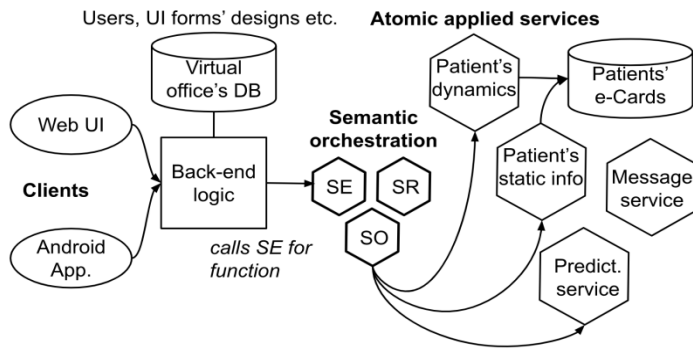 Users, UI forms’ designs etc.
Atomic applied services
Virtual
office’s DB
Patient’s
dynamics
Patients’
e-Cards
Web UI
Semantic
orchestration
Clients
Back-end
logic
SE
SR
Patient’s
static info
Message
service
SO
Android
App.
calls SE for
function
Predict.
service